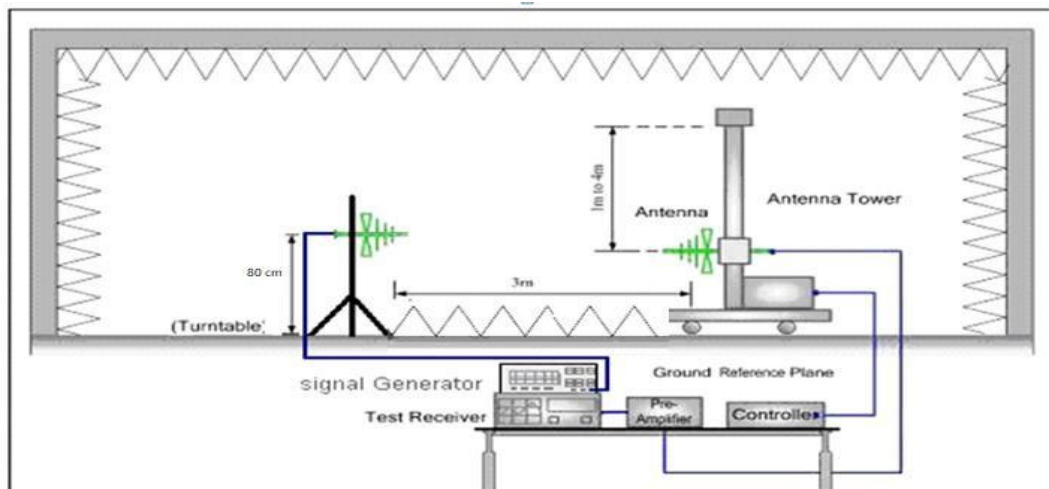 1m to 4m
Antenna Tower
Antenna
80 cm
3m
(Turntable)
Ground Reference Plane
signal Generator
Test Receiver
Pre-
Amplifier
Controller